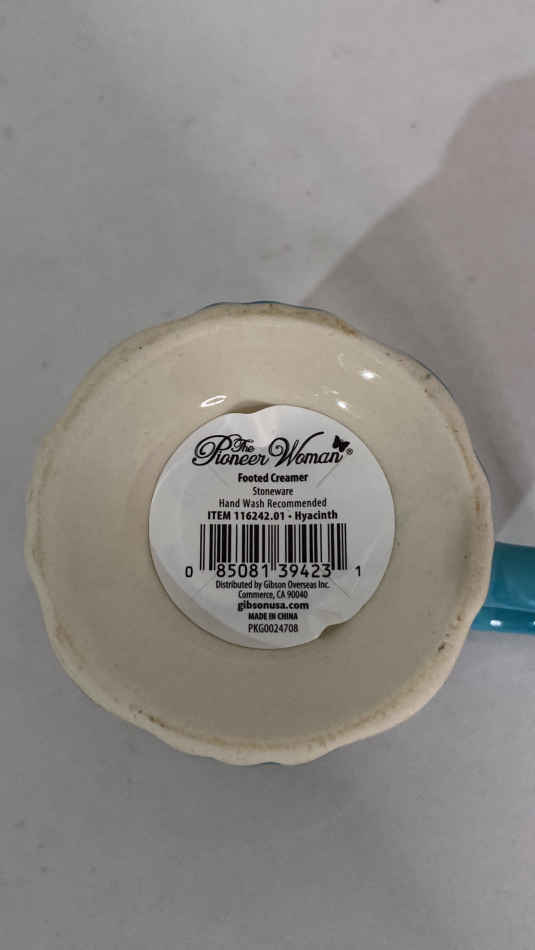 The
Pioneer Woman®
Footed Creamer
Stoneware
Hand Wash Recommended
ITEM 116242.01 - Hyacinth
0 85081 39423 1
Distributed by Gibson Overseas Inc.
Commerce, CA 90040
gibsonusa.com
MADE IN CHINA
PKG0024708